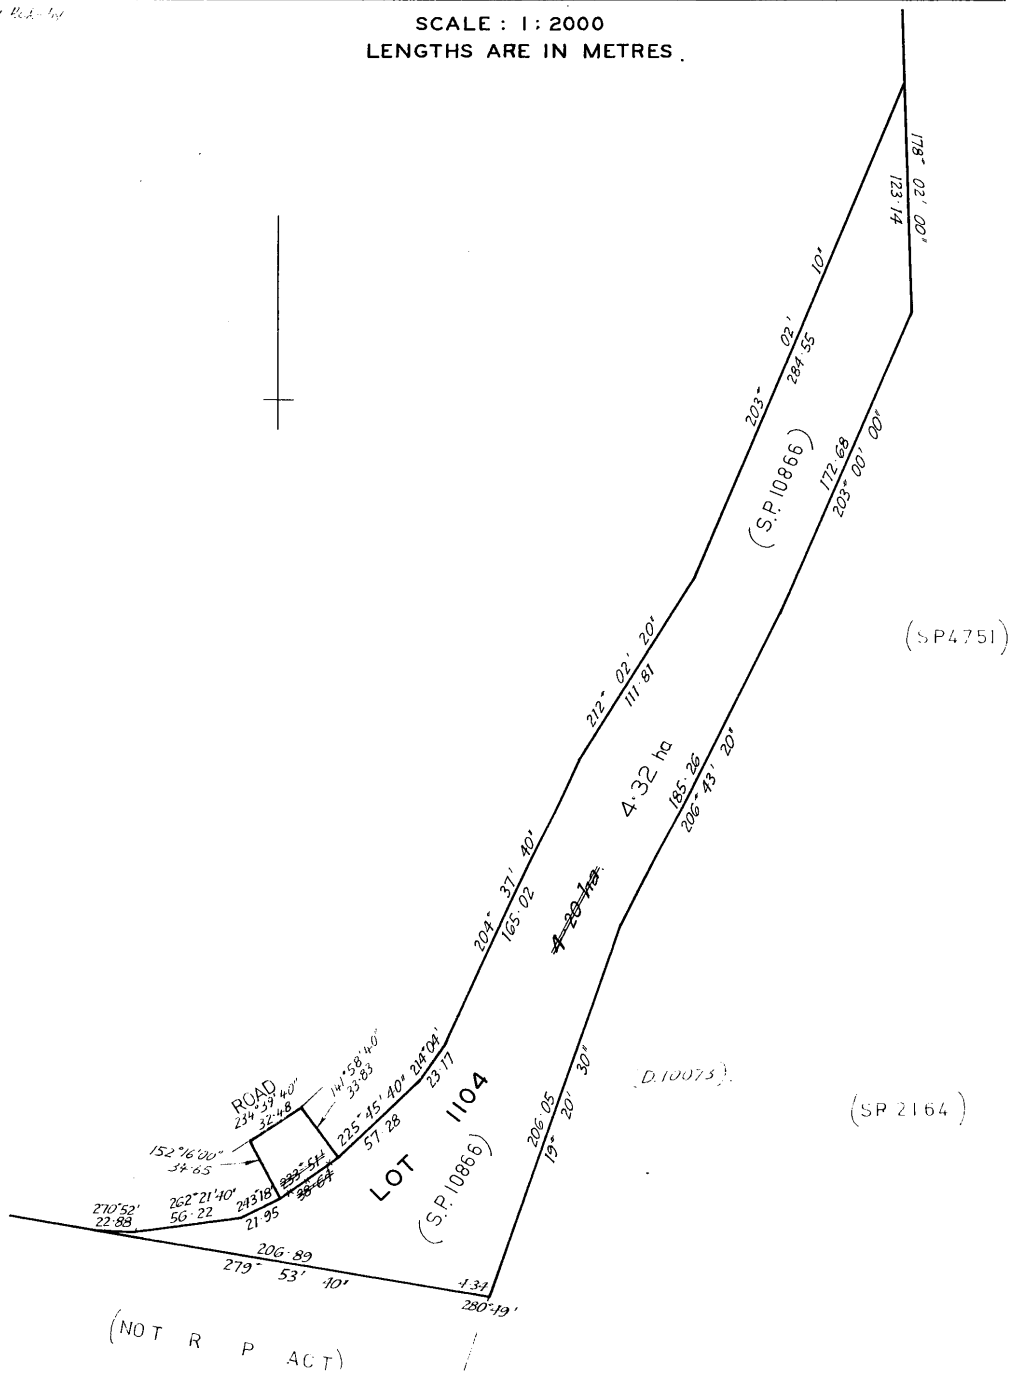 SCALE : 1 : 2000
LENGTHS ARE IN METRES.
178° 02' 00"
123·14
203° 02' 10"
284·55
(S.P. 10866)
172·68
203° 00' 00"
(SP4751)
212° 02' 20"
111·81
4·32 ha
185·26
206° 43' 20"
4·20 ha.
204° 37' 40"
165·02
(D.10073).
(SP 2164)
206·05
19° 20' 30"
214°04'
23·17
LOT 1104
(S.P. 10866)
225° 45' 40"
57·28
141°58'40"
33·83
ROAD
234°39'40"
32·48
152°16'00"
34·65
233°51'
38·64
243°18'
21·95
262°21'40"
56·22
270°52'
22·88
206·89
279° 53' 40"
4·34
280°49'
(NOT R P ACT)